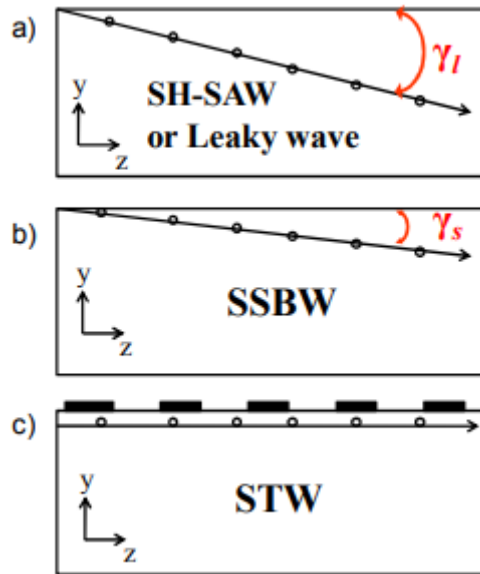 a)
γl
SH-SAW
or Leaky wave
y
z
b)
γs
SSBW
y
z
c)
STW
y
z